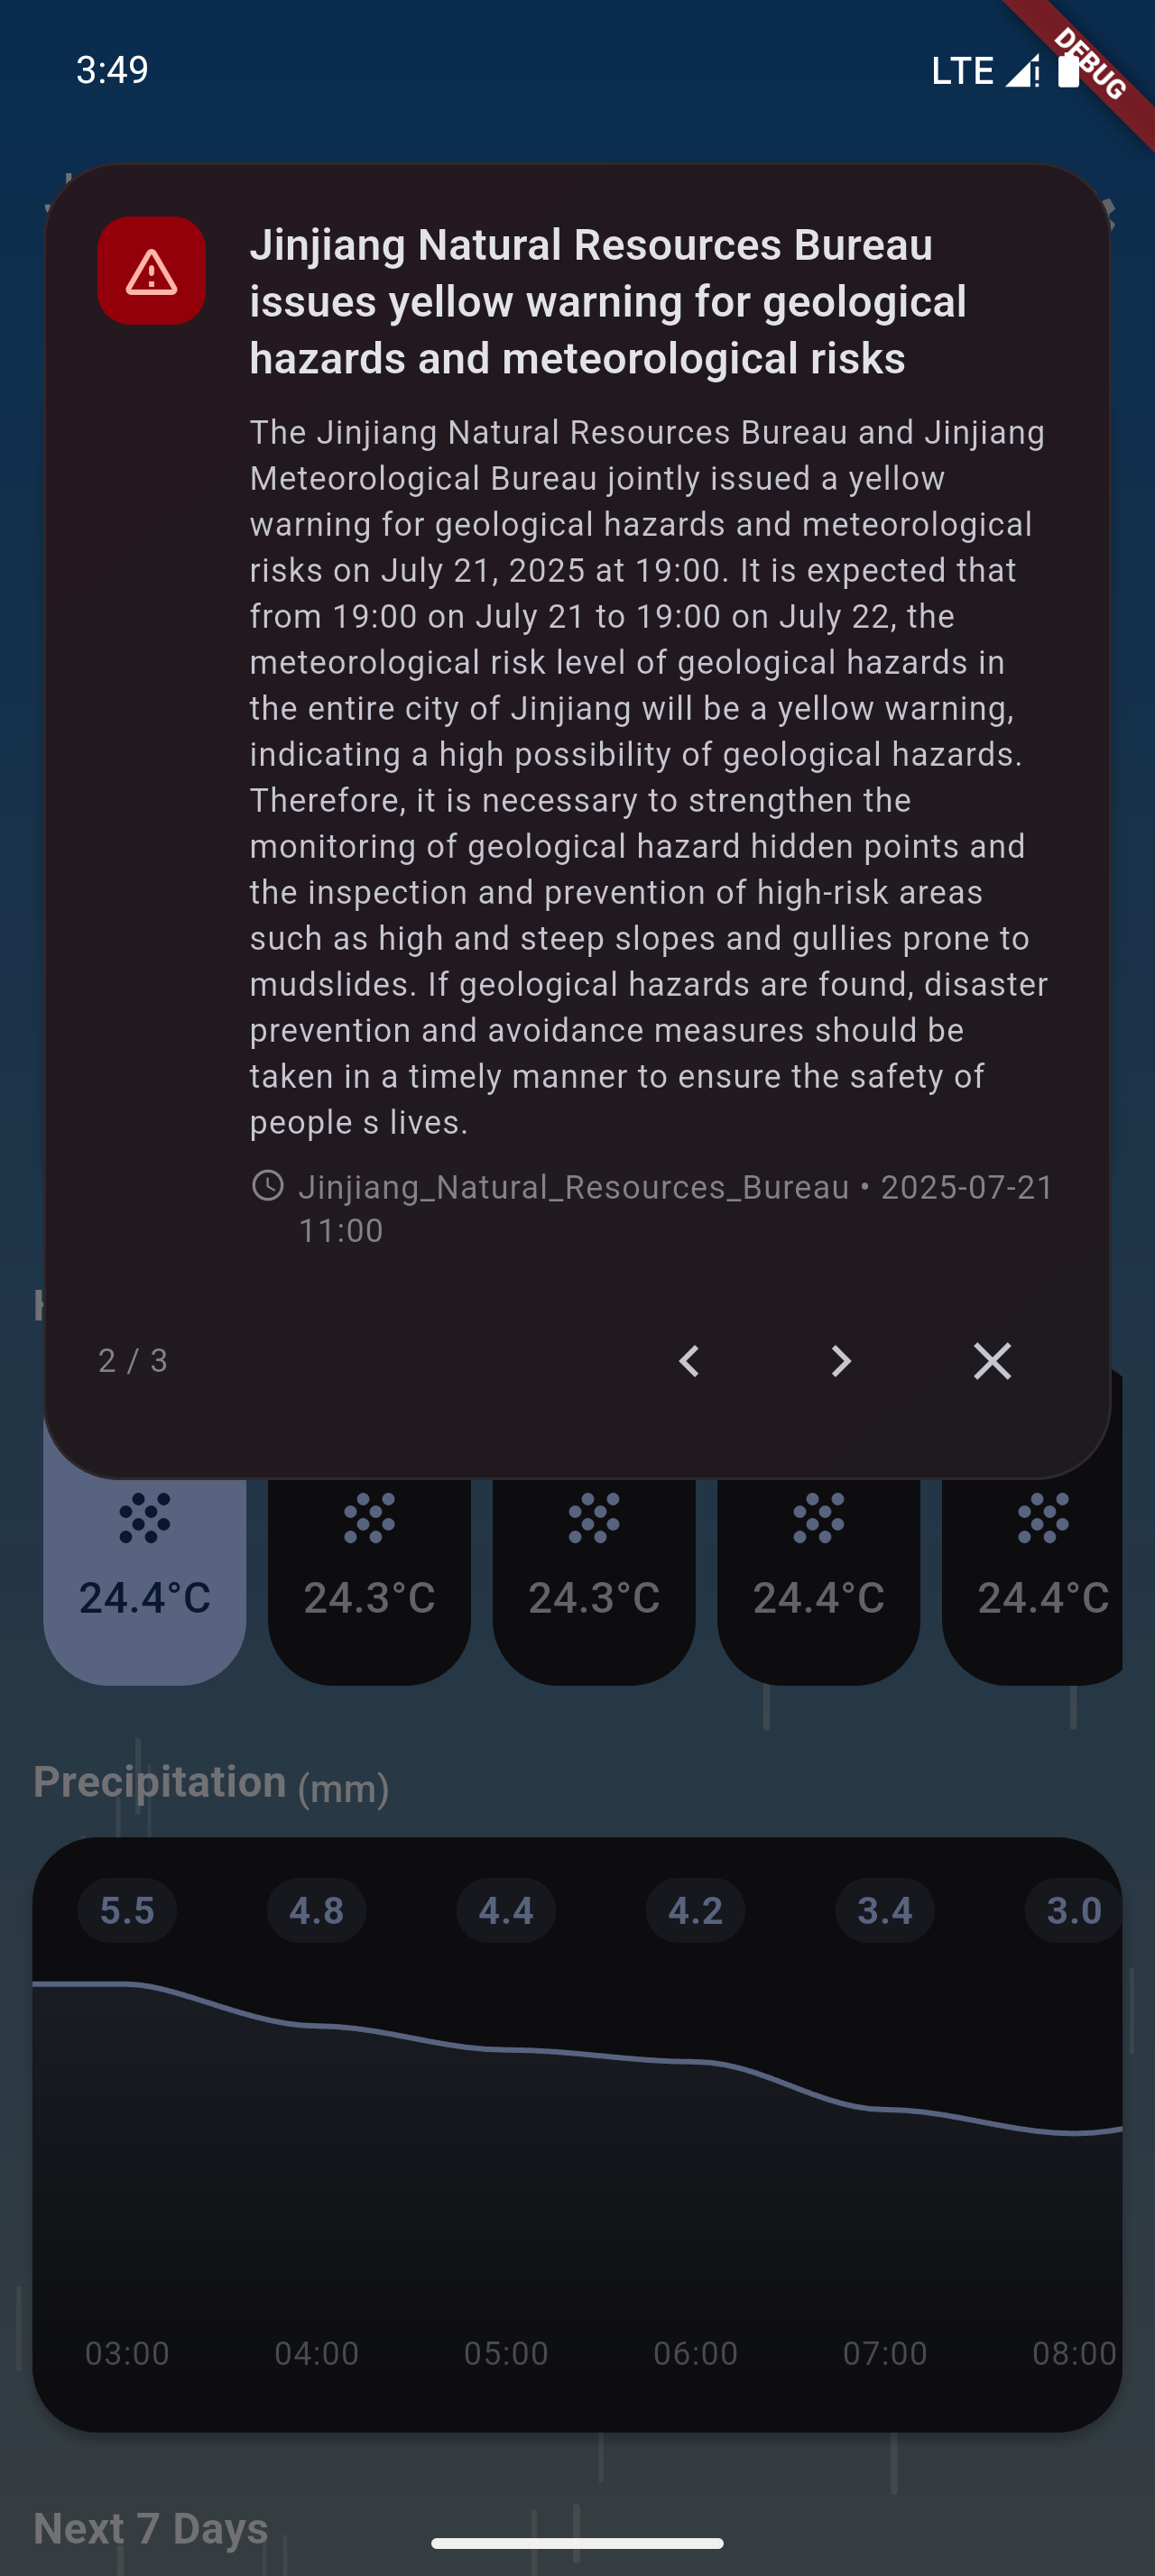 3:49
LTE
DEBUG
Jinjiang Natural Resources Bureau
issues yellow warning for geological
hazards and meteorological risks
The Jinjiang Natural Resources Bureau and Jinjiang
Meteorological Bureau jointly issued a yellow
warning for geological hazards and meteorological
risks on July 21, 2025 at 19:00. It is expected that
from 19:00 on July 21 to 19:00 on July 22, the
meteorological risk level of geological hazards in
the entire city of Jinjiang will be a yellow warning,
indicating a high possibility of geological hazards.
Therefore, it is necessary to strengthen the
monitoring of geological hazard hidden points and
the inspection and prevention of high-risk areas
such as high and steep slopes and gullies prone to
mudslides. If geological hazards are found, disaster
prevention and avoidance measures should be
taken in a timely manner to ensure the safety of
people s lives.
Jinjiang_Natural_Resources_Bureau • 2025-07-21
11:00
2 / 3
24.4°C 24.3°C 24.3°C 24.4°C 24.4°C
Precipitation (mm)
5.5 4.8 4.4 4.2 3.4 3.0
03:00 04:00 05:00 06:00 07:00 08:00
Next 7 Days